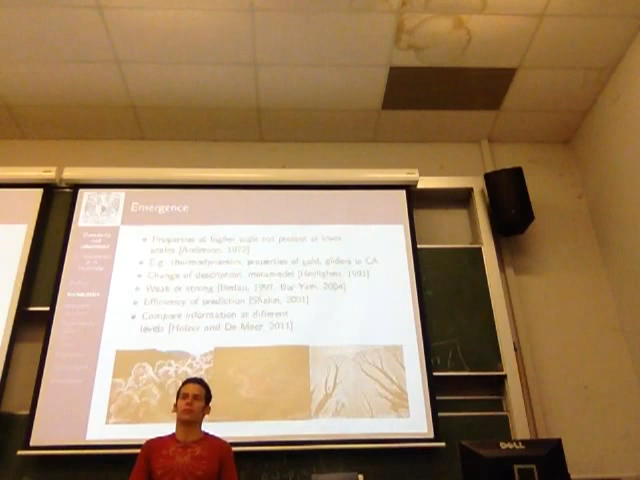 Emergence
Properties at higher scale not present at lower
scales [Anderson, 1972]
E.g. thermodynamics, properties of gold, gliders in CA
Change of description, metamodel [Heylighen, 1991]
Weak or strong [Bedau, 1997, Bar-Yam, 2004]
Efficiency of prediction [Shalizi, 2001]
Compare information at different
levels [Holzer and De Meer, 2011]
DELL